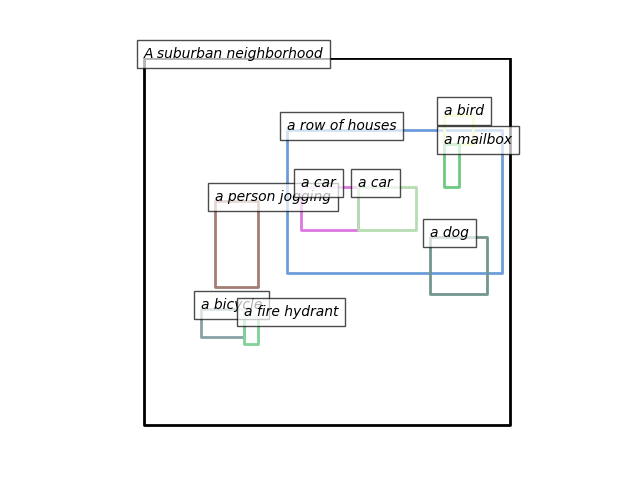 A suburban neighborhood
a bird
a row of houses
a mailbox
a car
a car
a person jogging
a dog
a bicycle
a fire hydrant